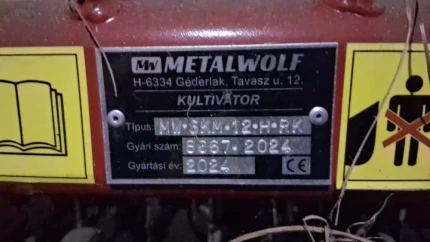 MW METALWOLF
H-6334 Géderlak, Tavasz u. 12.
KULTIVÁTOR
Típus: MW·SKM·12·H·RK
Gyári szám: 6667·2024
Gyártási év: 2024 CE